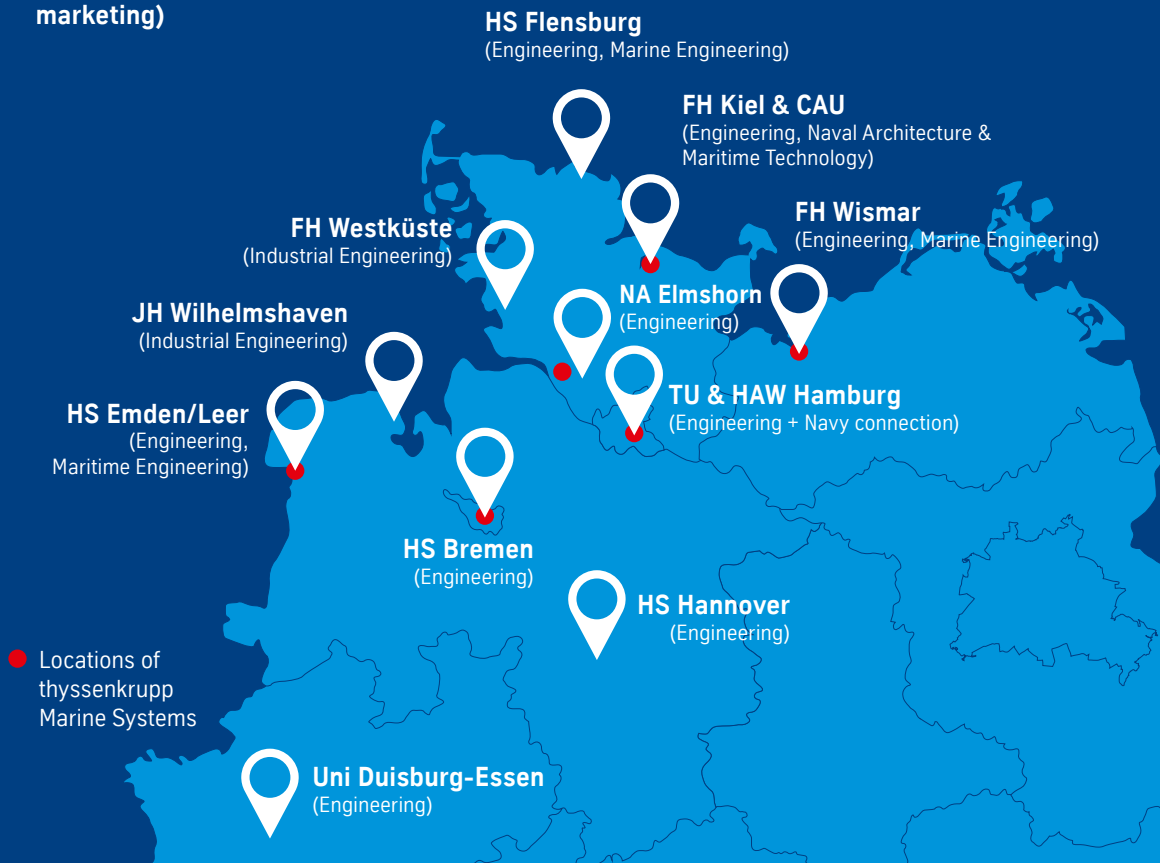 marketing)
HS Flensburg
(Engineering, Marine Engineering)
FH Kiel & CAU
(Engineering, Naval Architecture &
Maritime Technology)
FH Wismar
(Engineering, Marine Engineering)
FH Westküste
(Industrial Engineering)
NA Elmshorn
(Engineering)
JH Wilhelmshaven
(Industrial Engineering)
TU & HAW Hamburg
(Engineering + Navy connection)
HS Emden/Leer
(Engineering,
Maritime Engineering)
HS Bremen
(Engineering)
HS Hannover
(Engineering)
Locations of
thyssenkrupp
Marine Systems
Uni Duisburg-Essen
(Engineering)